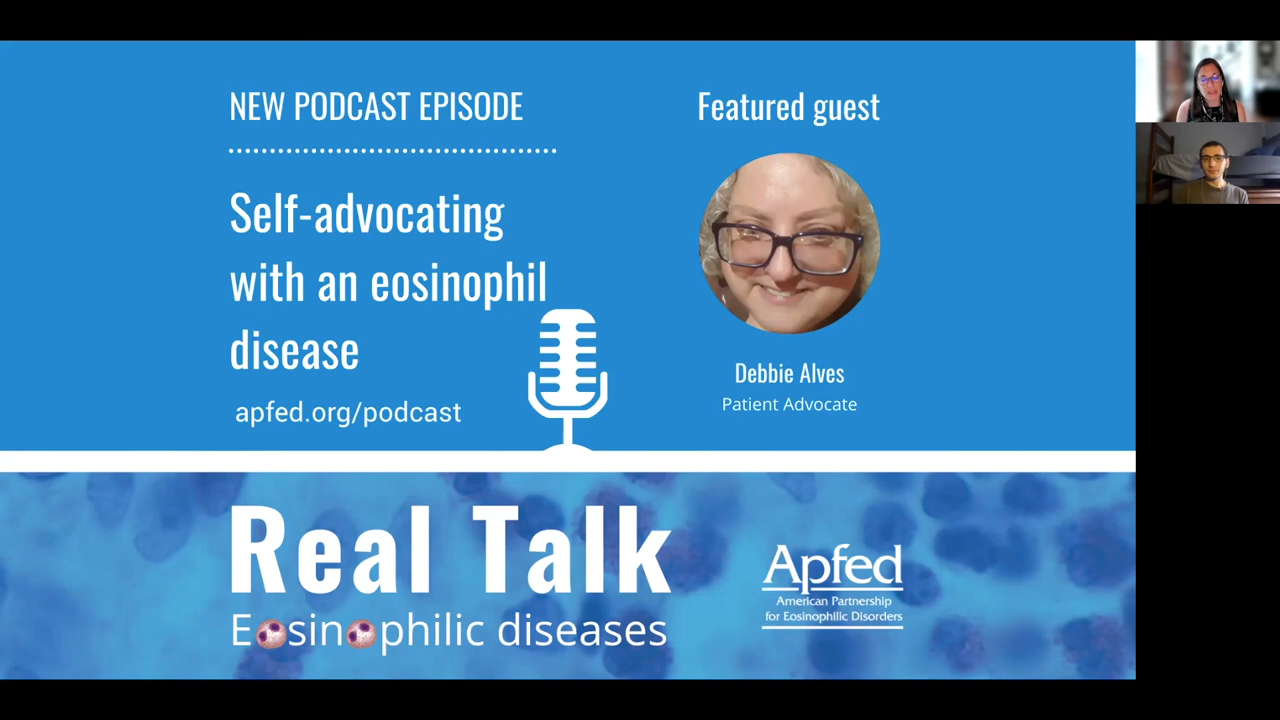 NEW PODCAST EPISODE
Self-advocating
with an eosinophil
disease
apfed.org/podcast
Featured guest
Debbie Alves
Patient Advocate
Real Talk
Eosinophilic diseases
Apfed
American Partnership
for Eosinophilic Disorders